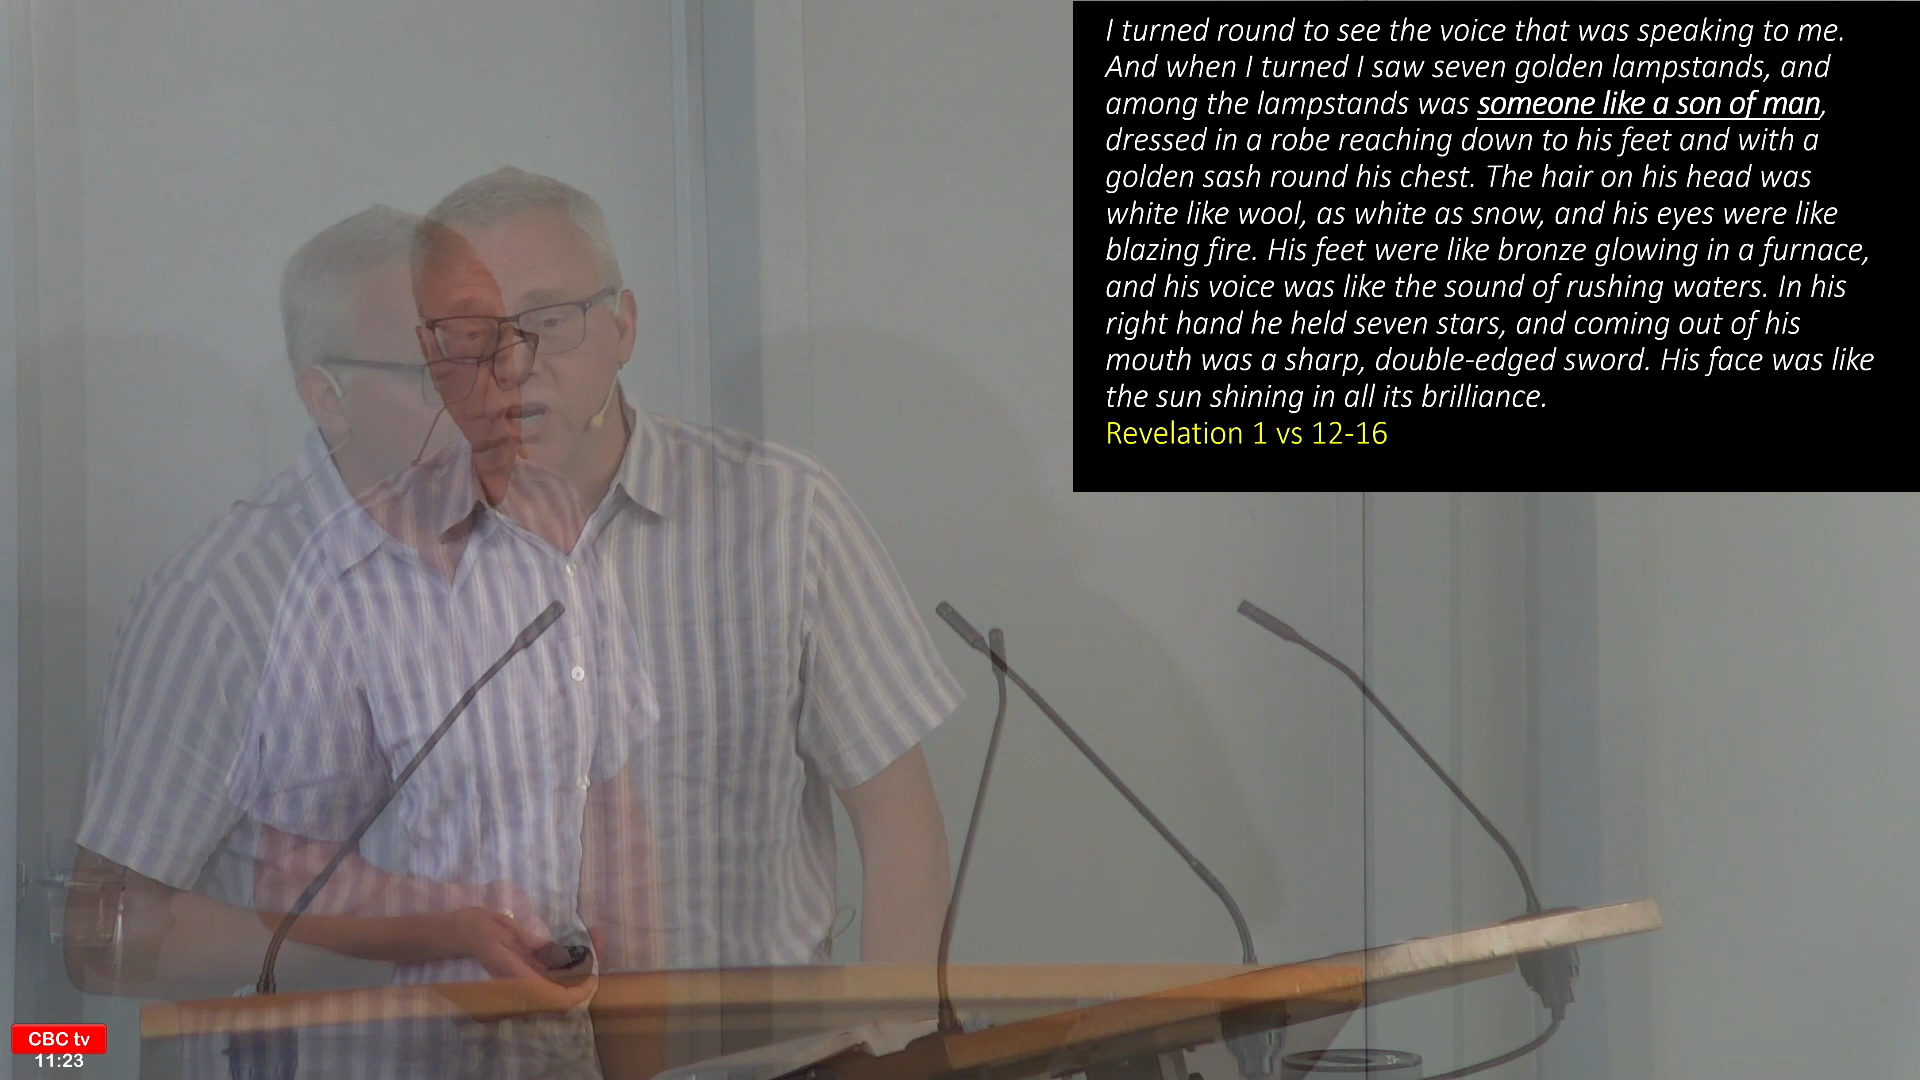 I turned round to see the voice that was speaking to me.
And when I turned I saw seven golden lampstands, and
among the lampstands was someone like a son of man,
dressed in a robe reaching down to his feet and with a
golden sash round his chest. The hair on his head was
white like wool, as white as snow, and his eyes were like
blazing fire. His feet were like bronze glowing in a furnace,
and his voice was like the sound of rushing waters. In his
right hand he held seven stars, and coming out of his
mouth was a sharp, double-edged sword. His face was like
the sun shining in all its brilliance.
Revelation 1 vs 12-16
CBC tv
11:23